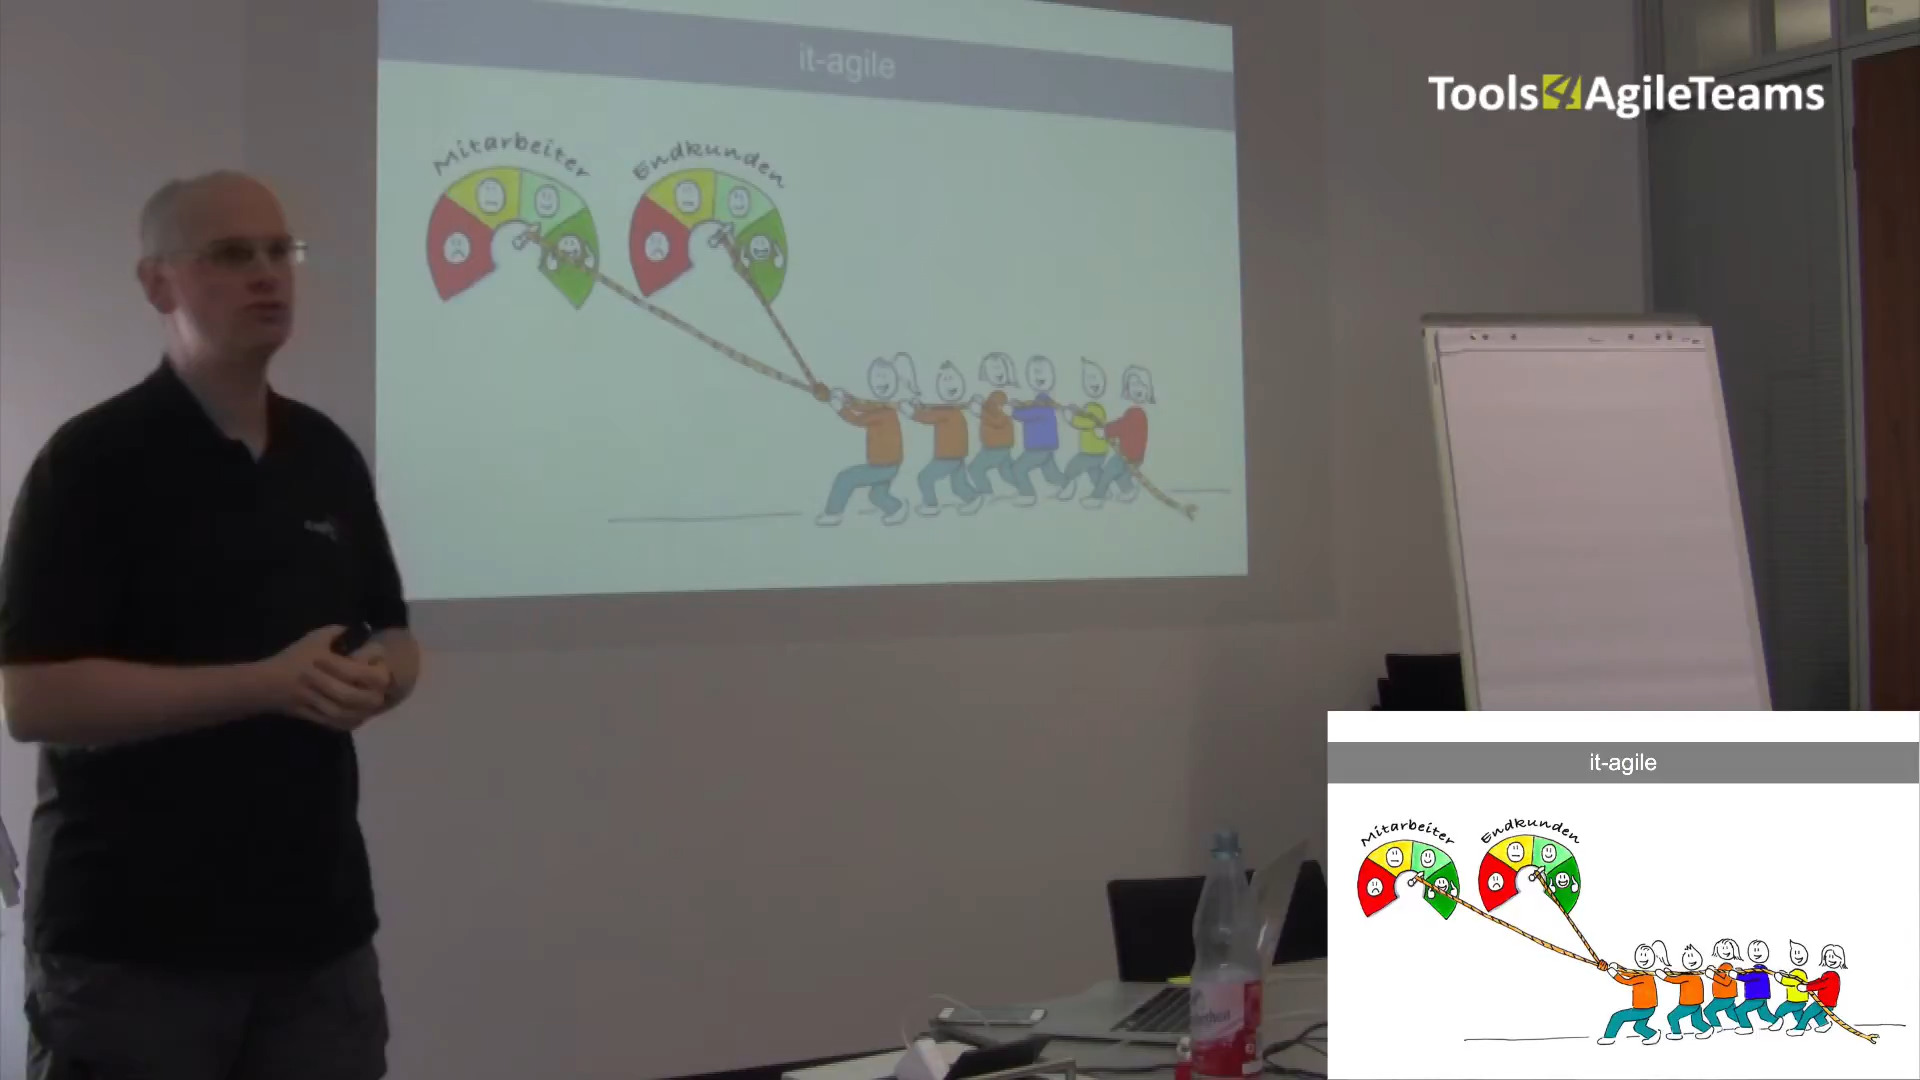 it-agile
Tools4AgileTeams
Mitarbeiter
Endkunden
it-agile
Mitarbeiter
Endkunden